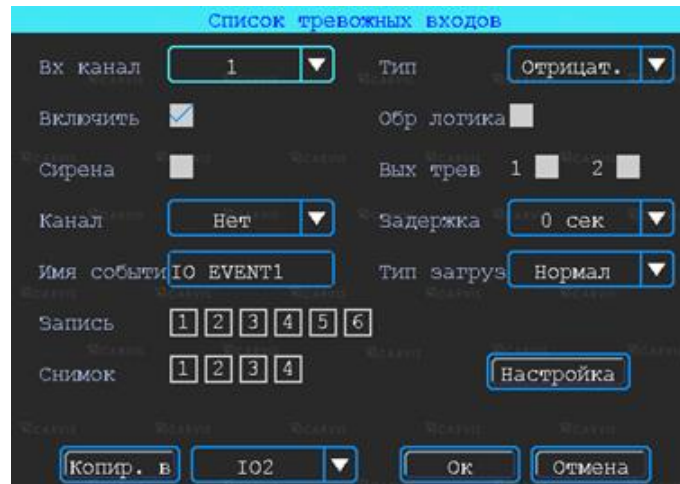 Список тревожных входов
Вх канал 1 Тип Отрицат.
Включить Обр логика
Сирена Вых трев 1 2
Канал Нет Задержка 0 сек
Имя событи IO EVENT1 Тип загруз Нормал
Запись 1 2 3 4 5 6
Снимок 1 2 3 4 Настройка
Копир. в IO2 Ок Отмена